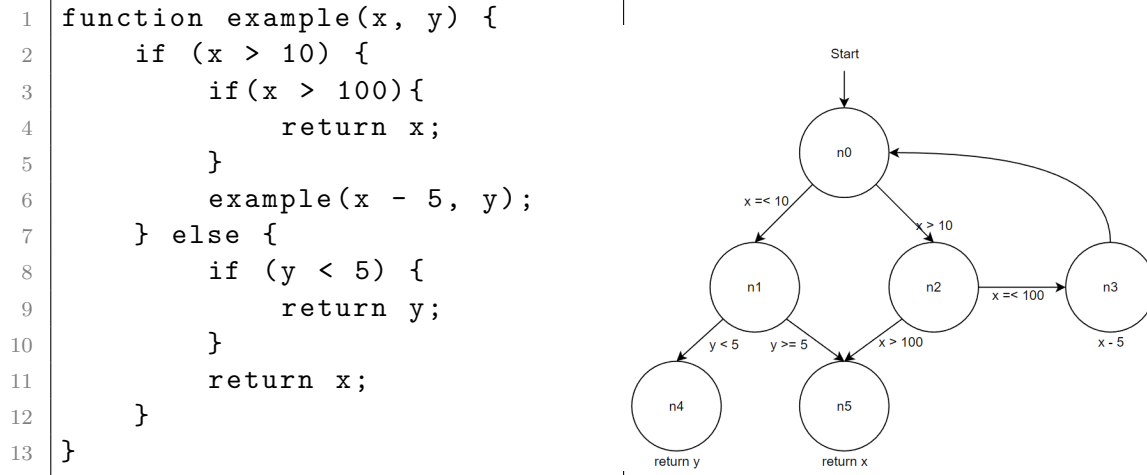 1 function example(x, y) {
2 if (x > 10) {
3 if(x > 100){
4 return x;
5 }
6 example(x - 5, y);
7 } else {
8 if (y < 5) {
9 return y;
10 }
11 return x;
12 }
13 }
Start
n0
x =< 10
x > 10
n1
n2
x =< 100
n3
y < 5
y >= 5
x > 100
x - 5
n4
n5
return y
return x